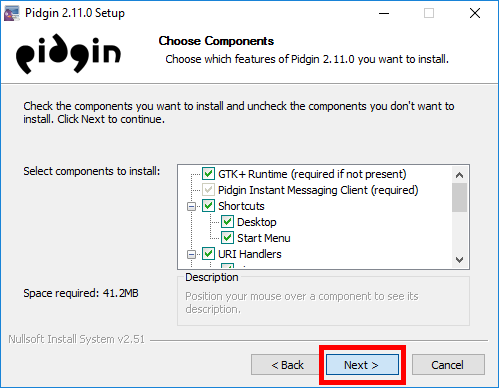 Pidgin 2.11.0 Setup
pidgin
Choose Components
Choose which features of Pidgin 2.11.0 you want to install.
Check the components you want to install and uncheck the components you don't want to
install. Click Next to continue.
Select components to install:
GTK+ Runtime (required if not present)
Pidgin Instant Messaging Client (required)
Shortcuts
Desktop
Start Menu
URI Handlers
Space required: 41.2MB
Description
Position your mouse over a component to see its
description.
Nullsoft Install System v2.51
< Back
Next >
Cancel